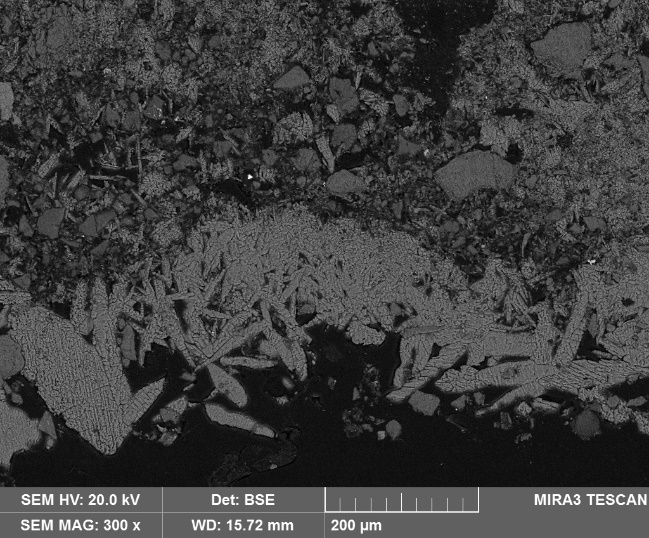 SEM HV: 20.0 kV Det: BSE MIRA3 TESCAN
SEM MAG: 300 x WD: 15.72 mm 200 µm